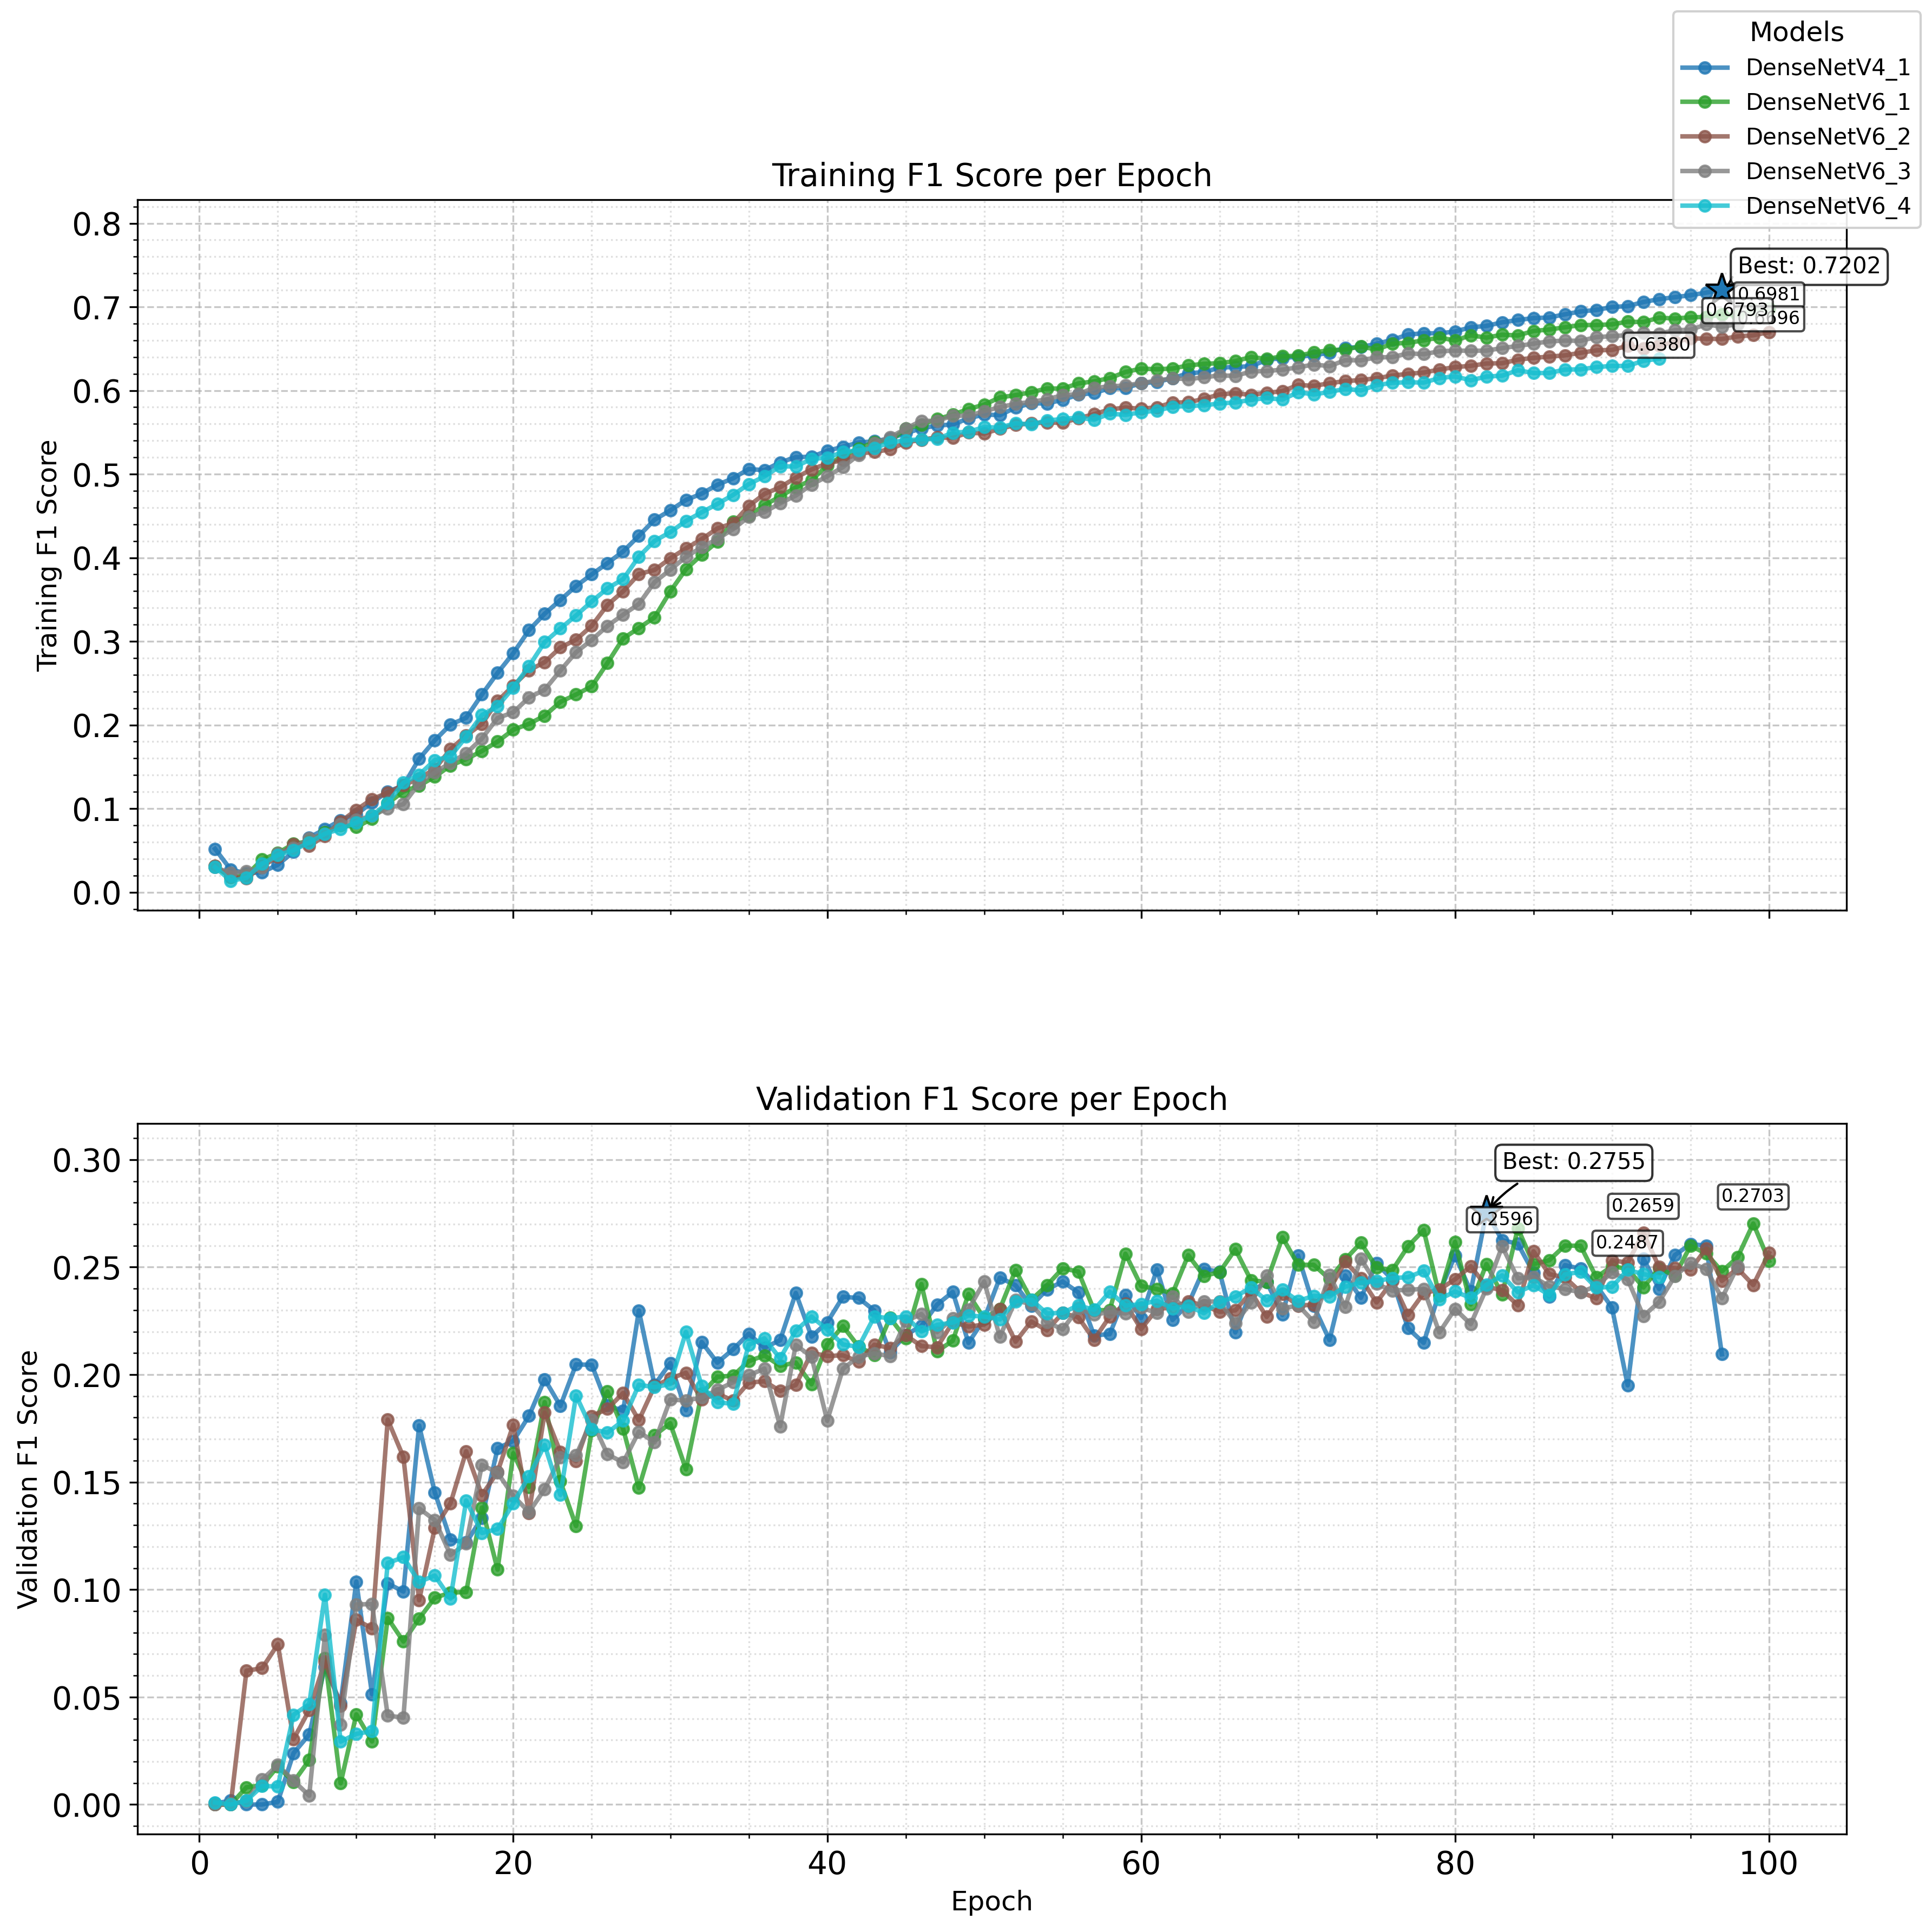 Models
DenseNetV4_1
DenseNetV6_1
DenseNetV6_2
DenseNetV6_3
DenseNetV6_4
Training F1 Score per Epoch
Training F1 Score
0.8
0.7
0.6
0.5
0.4
0.3
0.2
0.1
0.0
Best: 0.7202
0.6981
0.6793
0.6380
Validation F1 Score per Epoch
Validation F1 Score
0.30
0.25
0.20
0.15
0.10
0.05
0.00
Best: 0.2755
0.2596
0.2659
0.2487
0.2703
0
20
40
60
80
100
Epoch